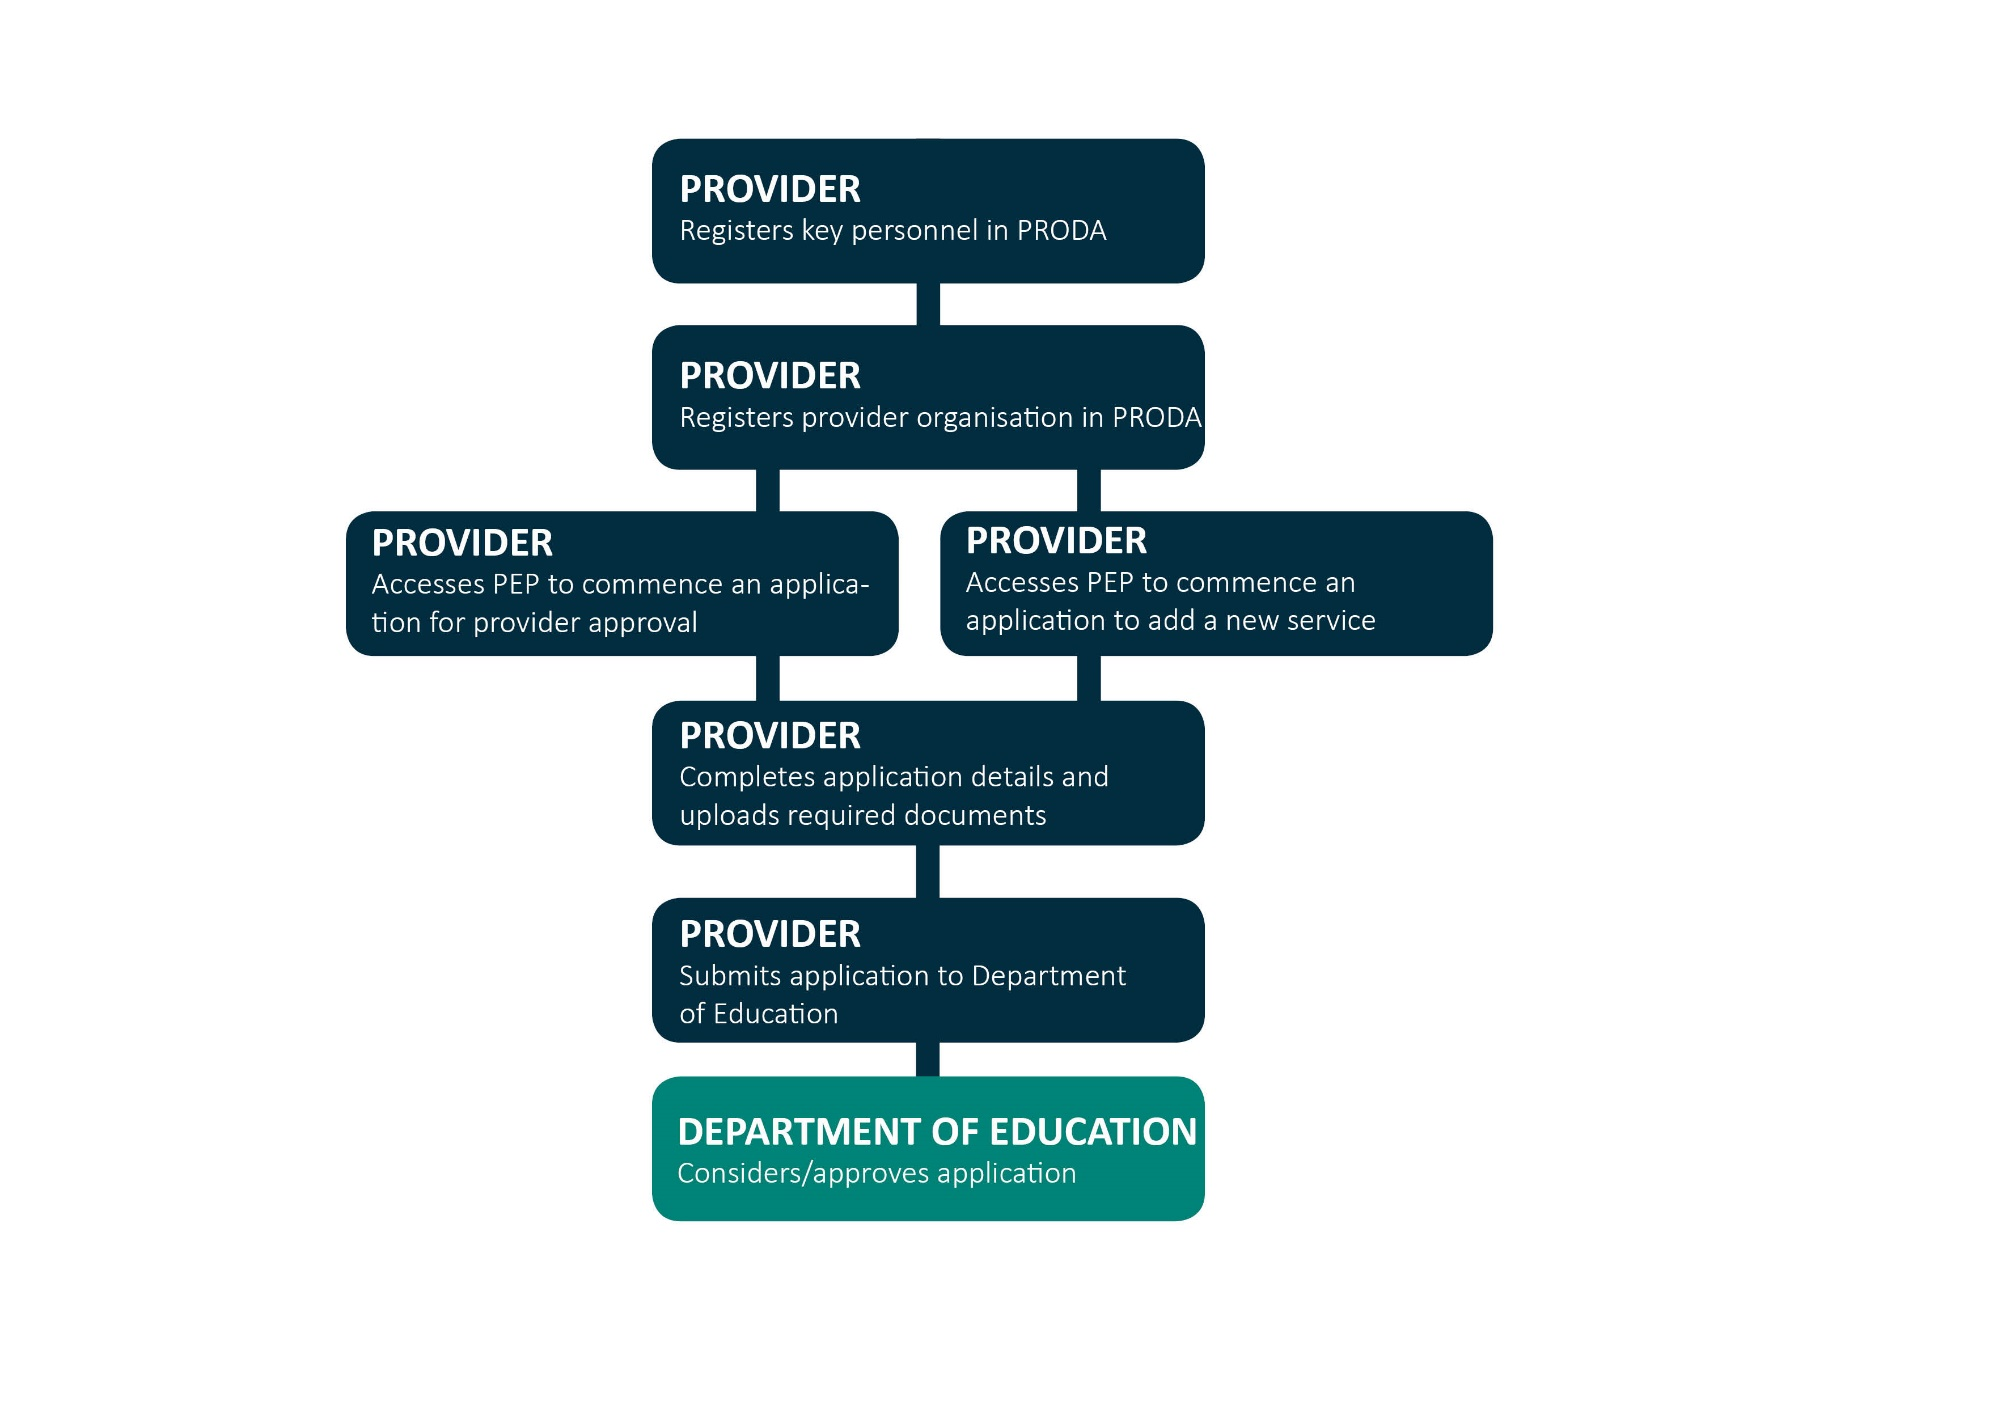 PROVIDER
Registers key personnel in PRODA
PROVIDER
Registers provider organisation in PRODA
PROVIDER
Accesses PEP to commence an applica-
tion for provider approval
PROVIDER
Accesses PEP to commence an
application to add a new service
PROVIDER
Completes application details and
uploads required documents
PROVIDER
Submits application to Department
of Education
DEPARTMENT OF EDUCATION
Considers/approves application